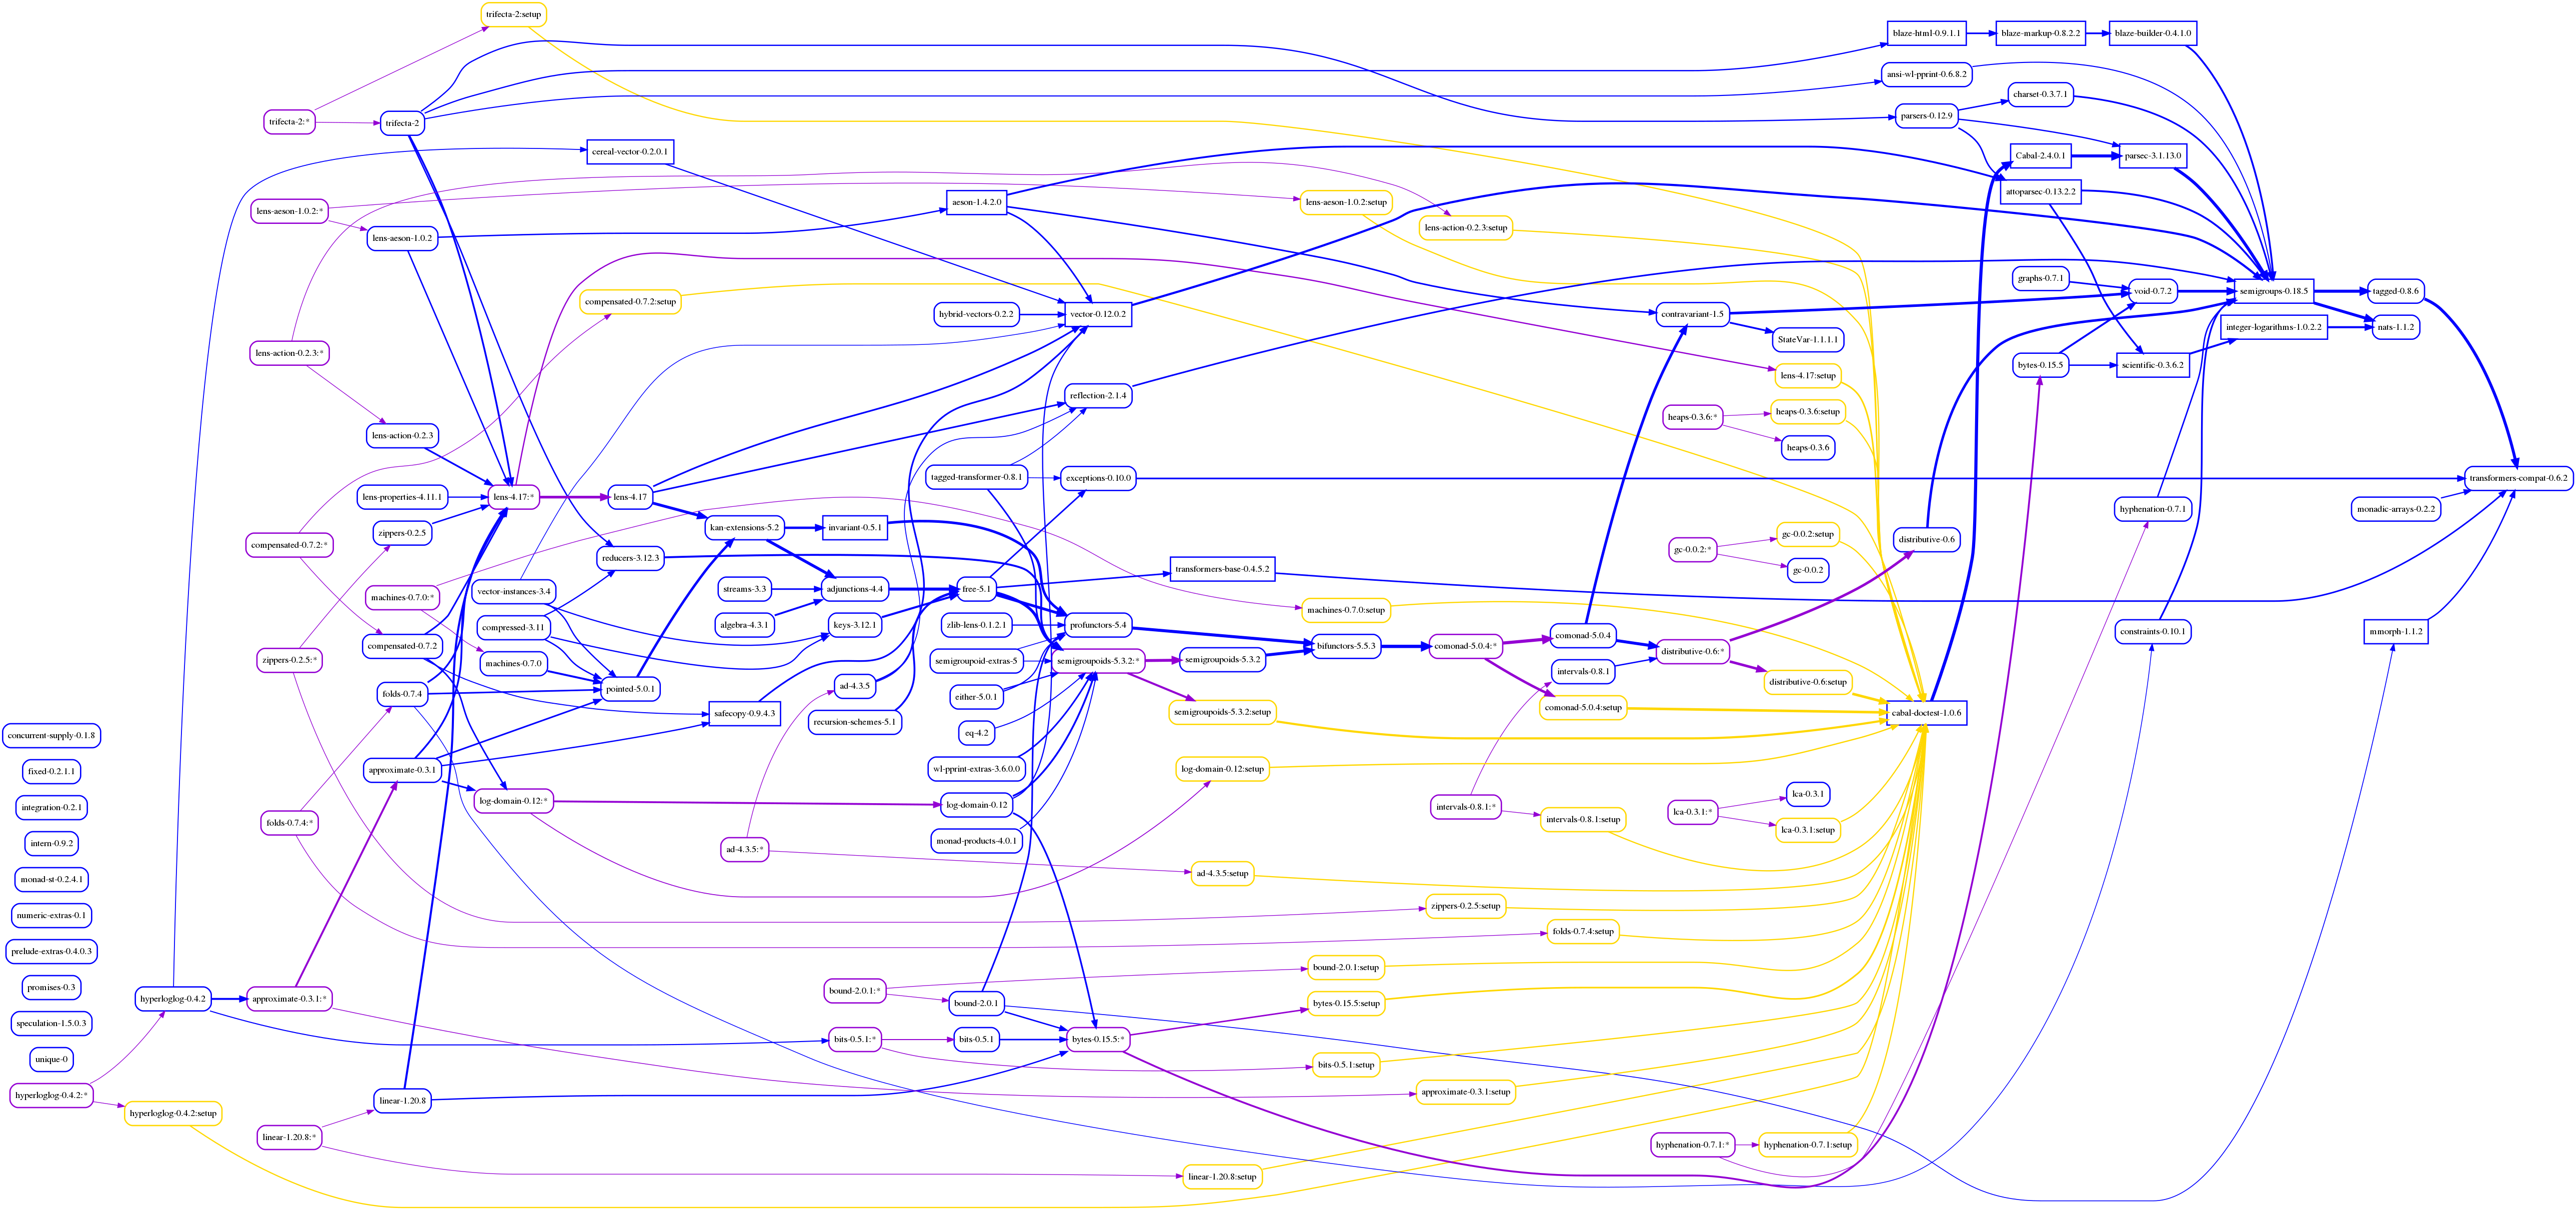 trifecta-2:setup
blaze-html-0.9.1.1
blaze-markup-0.8.2.2
blaze-builder-0.4.1.0
ansi-wl-pprint-0.6.8.2
charset-0.3.7.1
trifecta-2:*
trifecta-2
parsers-0.12.9
cereal-vector-0.2.0.1
Cabal-2.4.0.1
parsec-3.1.13.0
attoparsec-0.13.2.2
lens-aeson-1.0.2:*
aeson-1.4.2.0
lens-aeson-1.0.2:setup
lens-action-0.2.3:setup
lens-aeson-1.0.2
graphs-0.7.1
void-0.7.2
semigroups-0.18.5
tagged-0.8.6
compensated-0.7.2:setup
hybrid-vectors-0.2.2
vector-0.12.0.2
contravariant-1.5
integer-logarithms-1.0.2.2
nats-1.1.2
StateVar-1.1.1.1
lens-action-0.2.3:*
bytes-0.15.5
scientific-0.3.6.2
lens-4.17:setup
reflection-2.1.4
heaps-0.3.6:*
heaps-0.3.6:setup
heaps-0.3.6
lens-action-0.2.3
tagged-transformer-0.8.1
exceptions-0.10.0
transformers-compat-0.6.2
lens-properties-4.11.1
lens-4.17:*
lens-4.17
hyphenation-0.7.1
monadic-arrays-0.2.2
zippers-0.2.5
kan-extensions-5.2
invariant-0.5.1
gc-0.0.2:setup
distributive-0.6
compensated-0.7.2:*
gc-0.0.2:*
reducers-3.12.3
transformers-base-0.4.5.2
gc-0.0.2
machines-0.7.0:*
vector-instances-3.4
streams-3.3
adjunctions-4.4
free-5.1
machines-0.7.0:setup
compressed-3.11
algebra-4.3.1
keys-3.12.1
zlib-lens-0.1.2.1
profunctors-5.4
constraints-0.10.1
mmorph-1.1.2
compensated-0.7.2
bifunctors-5.5.3
comonad-5.0.4:*
comonad-5.0.4
distributive-0.6:*
zippers-0.2.5:*
machines-0.7.0
semigroupoid-extras-5
semigroupoids-5.3.2:*
semigroupoids-5.3.2
intervals-0.8.1
distributive-0.6:setup
folds-0.7.4
pointed-5.0.1
ad-4.3.5
either-5.0.1
semigroupoids-5.3.2:setup
comonad-5.0.4:setup
cabal-doctest-1.0.6
safecopy-0.9.4.3
recursion-schemes-5.1
eq-4.2
concurrent-supply-0.1.8
fixed-0.2.1.1
approximate-0.3.1
wl-pprint-extras-3.6.0.0
log-domain-0.12:setup
integration-0.2.1
log-domain-0.12:*
log-domain-0.12
intervals-0.8.1:*
lca-0.3.1
lca-0.3.1:*
folds-0.7.4:*
intervals-0.8.1:setup
lca-0.3.1:setup
intern-0.9.2
ad-4.3.5:*
monad-products-4.0.1
monad-st-0.2.4.1
ad-4.3.5:setup
numeric-extras-0.1
zippers-0.2.5:setup
prelude-extras-0.4.0.3
folds-0.7.4:setup
promises-0.3
bound-2.0.1:setup
hyperloglog-0.4.2
approximate-0.3.1:*
bound-2.0.1:*
bound-2.0.1
bytes-0.15.5:setup
speculation-1.5.0.3
bits-0.5.1:*
bits-0.5.1
bytes-0.15.5:*
unique-0
bits-0.5.1:setup
hyperloglog-0.4.2:*
approximate-0.3.1:setup
hyperloglog-0.4.2:setup
linear-1.20.8
linear-1.20.8:*
hyphenation-0.7.1:*
hyphenation-0.7.1:setup
linear-1.20.8:setup